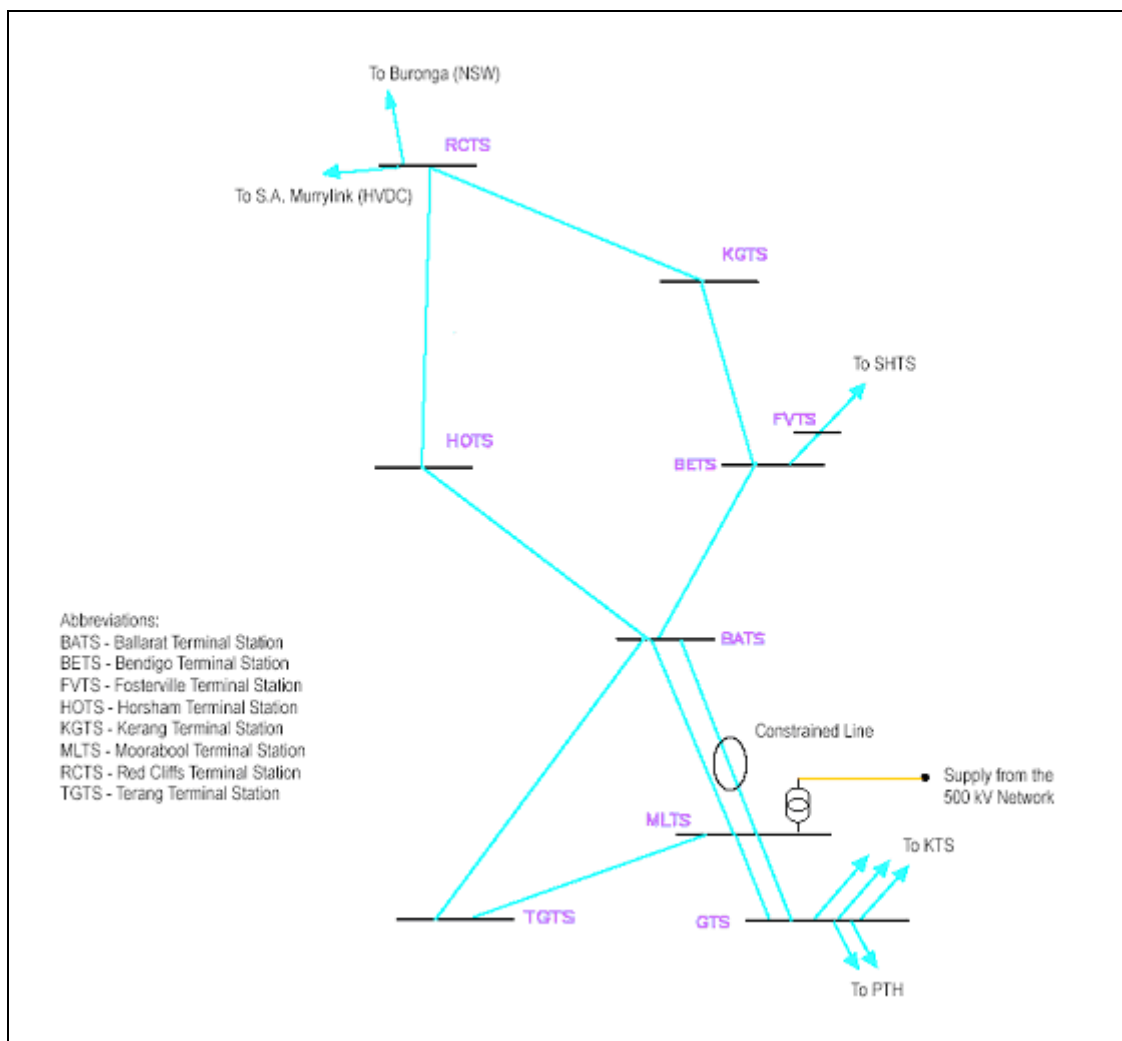 To Buronga (NSW)
RCTS
To S.A. Murrylink (HVDC)
KGTS
To SHTS
FVTS
HOTS
BETS
Abbreviations:
BATS - Ballarat Terminal Station
BETS - Bendigo Terminal Station
FVTS - Fosterville Terminal Station
HOTS - Horsham Terminal Station
KGTS - Kerang Terminal Station
MLTS - Moorabool Terminal Station
RCTS - Red Cliffs Terminal Station
TGTS - Terang Terminal Station
BATS
Constrained Line
Supply from the
500 kV Network
MLTS
To KTS
TGTS
GTS
To PTH